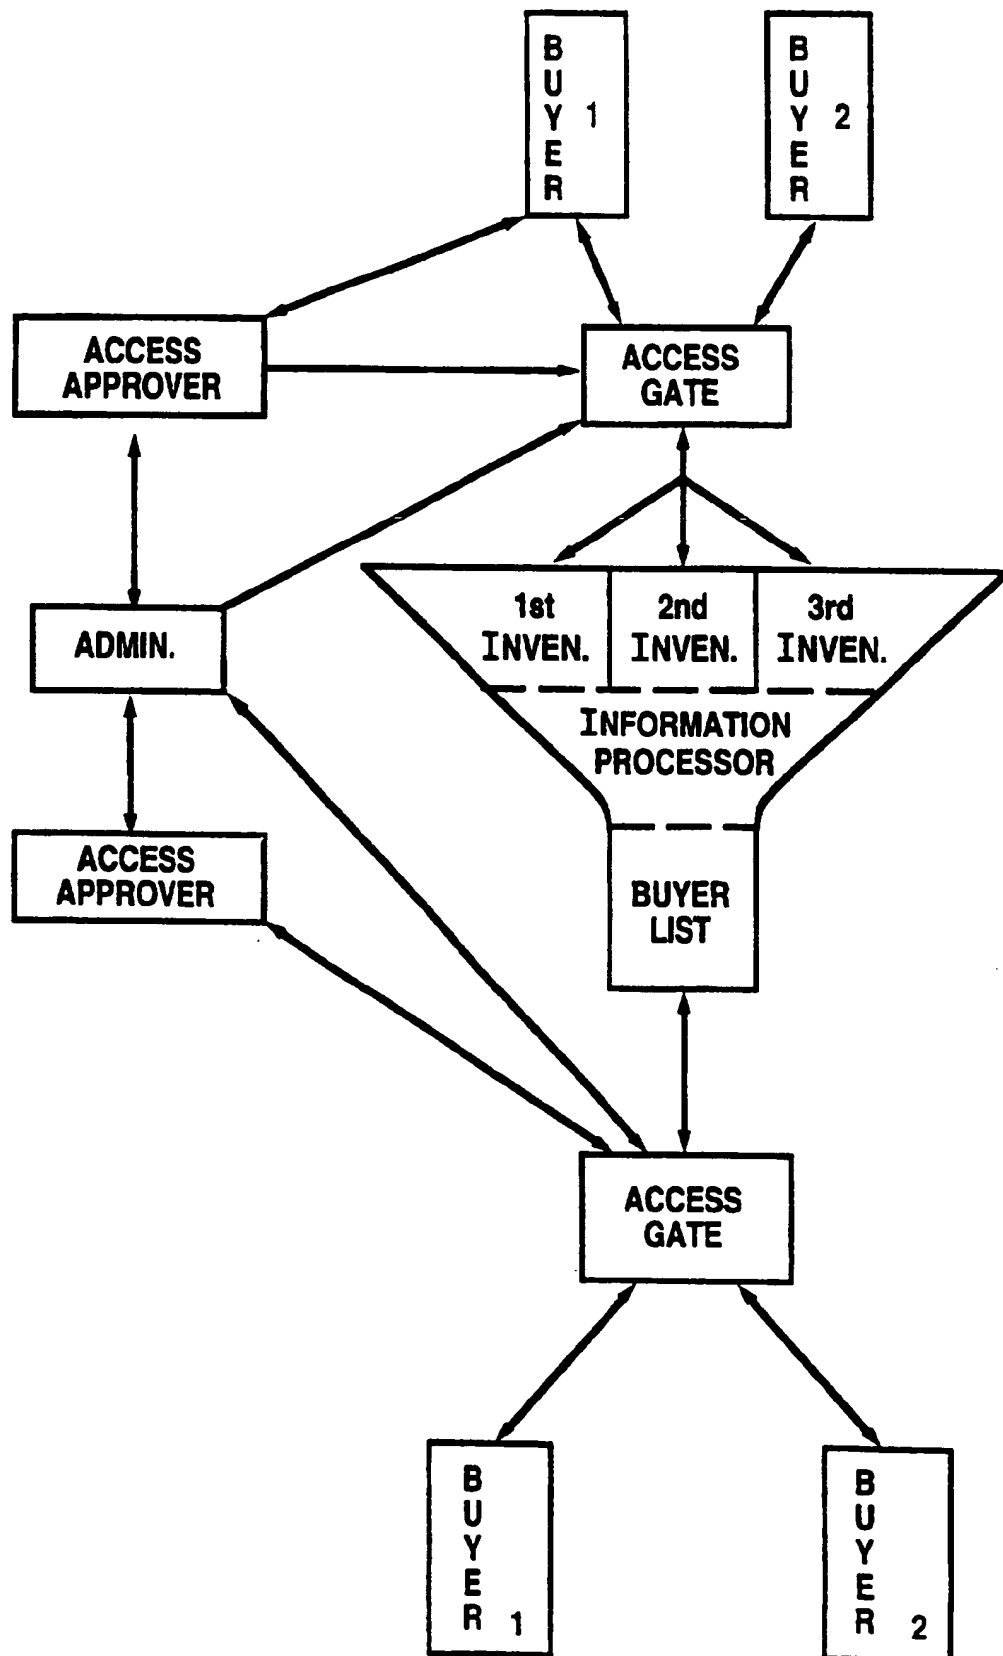 BUYER 1
BUYER 2
ACCESS
APPROVER
ACCESS
GATE
1st
INVEN.
2nd
INVEN.
3rd
INVEN.
ADMIN.
INFORMATION
PROCESSOR
ACCESS
APPROVER
BUYER
LIST
ACCESS
GATE
BUYER 1
BUYER 2